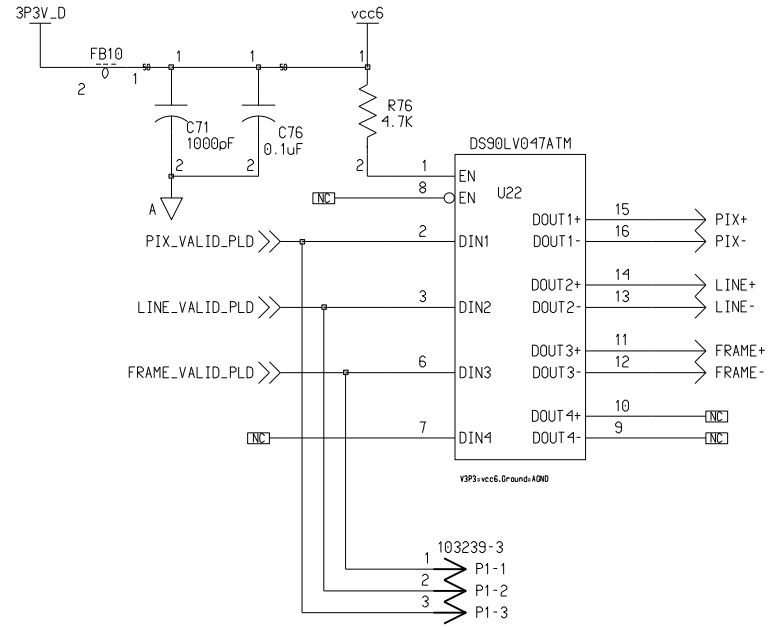 3P3V_D
vcc6
FB10
1
50
1
1
50
1
2
R76
4.7K
C71
1000pF
C76
0.1uF
2
2
2
A
DS90LV047ATM
1
EN
8
NC
EN
U22
PIX_VALID_PLD
2
DIN1
DOUT1+
15
PIX+
DOUT1-
16
PIX-
LINE_VALID_PLD
3
DIN2
DOUT2+
14
LINE+
DOUT2-
13
LINE-
FRAME_VALID_PLD
6
DIN3
DOUT3+
11
FRAME+
DOUT3-
12
FRAME-
NC
7
DIN4
DOUT4+
10
NC
DOUT4-
9
NC
V3P3=vcc6,Ground=AGND
103239-3
1
P1-1
2
P1-2
3
P1-3